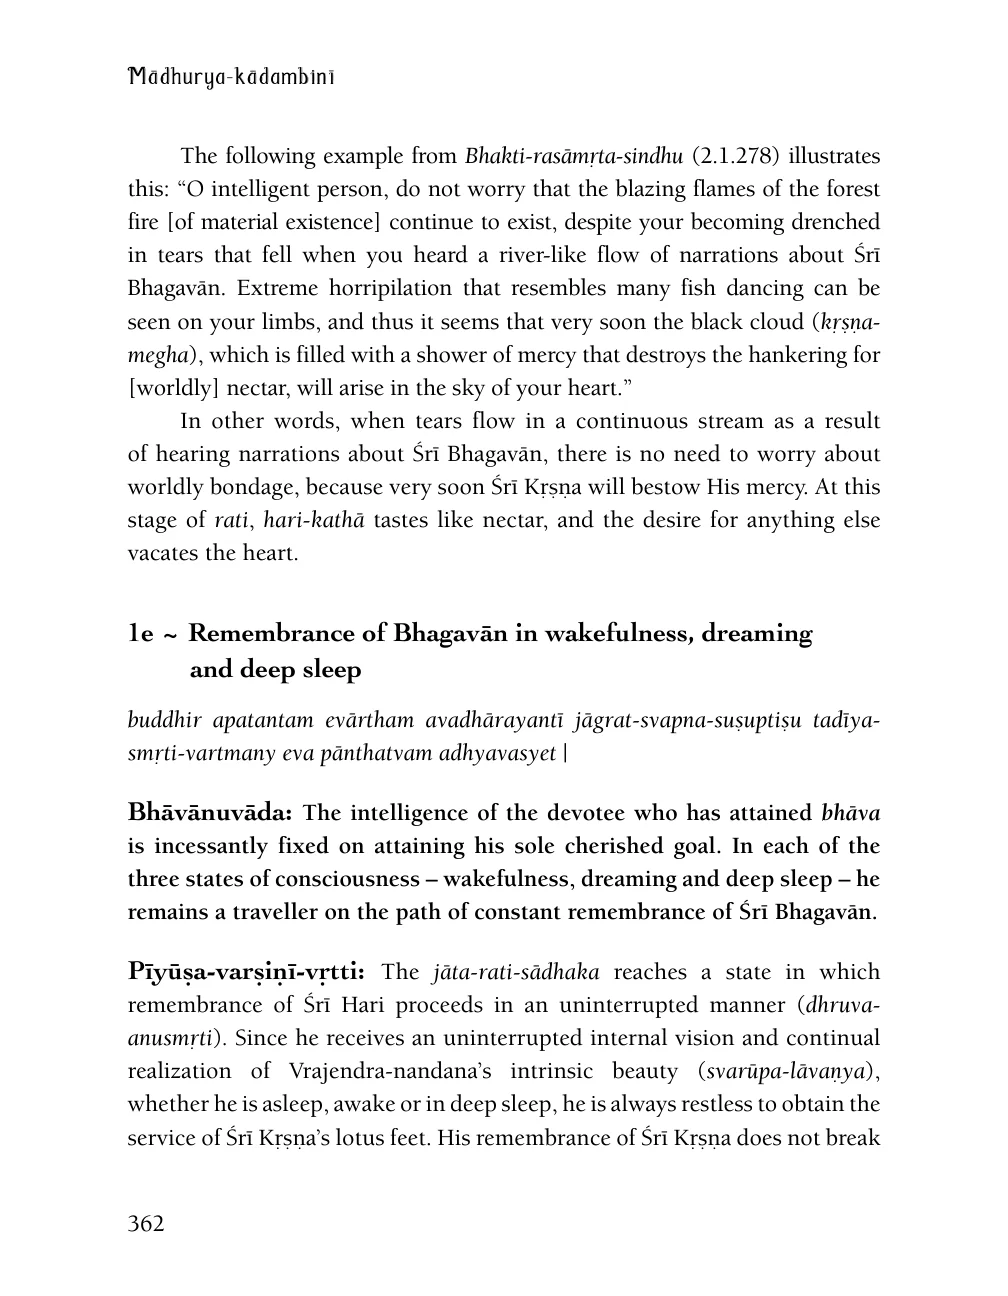 Mādhurya-kādambinī
The following example from Bhakti-rasāmṛta-sindhu (2.1.278) illustrates
this: “O intelligent person, do not worry that the blazing flames of the forest
fire [of material existence] continue to exist, despite your becoming drenched
in tears that fell when you heard a river-like flow of narrations about Śrī
Bhagavān. Extreme horripilation that resembles many fish dancing can be
seen on your limbs, and thus it seems that very soon the black cloud (kṛṣṇa-
megha), which is filled with a shower of mercy that destroys the hankering for
[worldly] nectar, will arise in the sky of your heart.”
In other words, when tears flow in a continuous stream as a result
of hearing narrations about Śrī Bhagavān, there is no need to worry about
worldly bondage, because very soon Śrī Kṛṣṇa will bestow His mercy. At this
stage of rati, hari-kathā tastes like nectar, and the desire for anything else
vacates the heart.
1e ~ Remembrance of Bhagavān in wakefulness, dreaming
and deep sleep
buddhir apatantam evārtham avadhārayantī jāgrat-svapna-suṣuptiṣu tadīya-
smṛti-vartmany eva pānthatvam adhyavasyet |
Bhāvānuvāda: The intelligence of the devotee who has attained bhāva
is incessantly fixed on attaining his sole cherished goal. In each of the
three states of consciousness – wakefulness, dreaming and deep sleep – he
remains a traveller on the path of constant remembrance of Śrī Bhagavān.
Pīyūṣa-varṣiṇī-vṛtti: The jāta-rati-sādhaka reaches a state in which
remembrance of Śrī Hari proceeds in an uninterrupted manner (dhruva-
anusmṛti). Since he receives an uninterrupted internal vision and continual
realization of Vrajendra-nandana’s intrinsic beauty (svarūpa-lāvaṇya),
whether he is asleep, awake or in deep sleep, he is always restless to obtain the
service of Śrī Kṛṣṇa’s lotus feet. His remembrance of Śrī Kṛṣṇa does not break
362